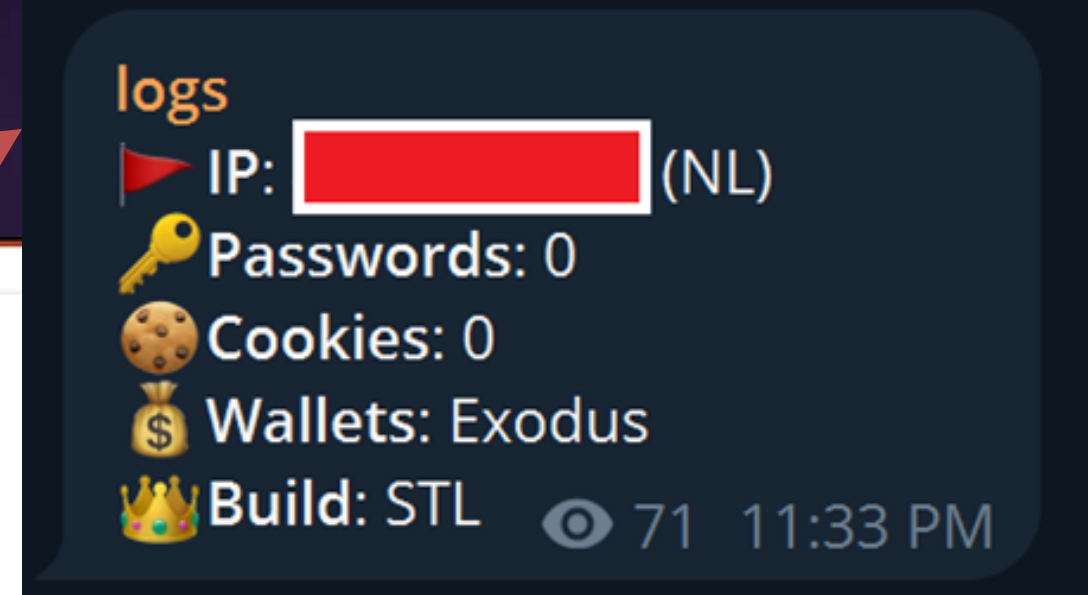 logs
🚩IP: (NL)
🔑Passwords: 0
🍪Cookies: 0
💰Wallets: Exodus
👑Build: STL
71 11:33 PM